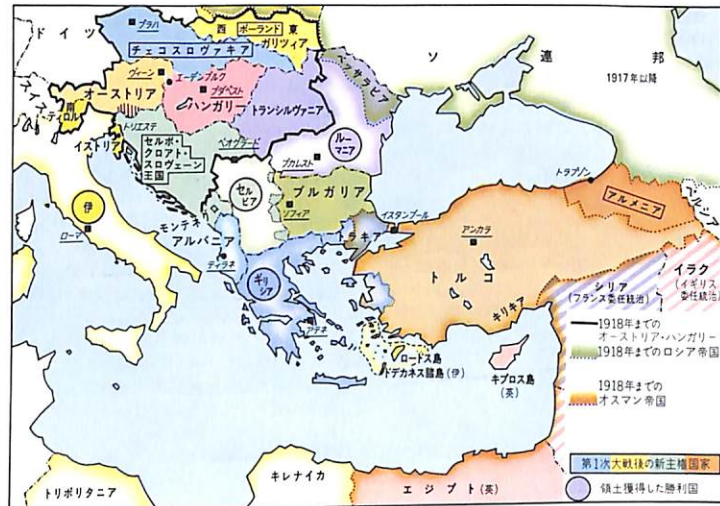 ドイツ
プラハ
チェコスロヴァキア
西
ポーランド
東
ガリツィア
ソ連邦
1917年以降
ベッサラビア
スイス
ヴィーン
エーデンブルク
オーストリア
ブダペスト
ハンガリー
トランシルヴァニア
南
ティロル
トリエステ
イストリア
セルボ・
クロアト・
スロヴェーン
王国
ベオグラード
ルー
マニア
ブカレスト
セル
ビア
ブルガリア
ソフィア
伊
ローマ
モンテネ
アルバニア
ティラネ
トラキア
イスタンブール
トラブゾン
アルメニア
ペルシア
アンカラ
トルコ
ギリ
シア
アテネ
キリキア
シリア
(フランス委任統治)
イラク
(イギリス
委任統治)
ロードス島
ドデカネス諸島(伊)
キプロス島
(英)
1918年までの
オーストリア・ハンガリー
1918年までのロシア帝国
1918年までの
オスマン帝国
第1次大戦後の新主権国家
領土獲得した勝利国
トリポリタニア
キレナイカ
エジプト(英)